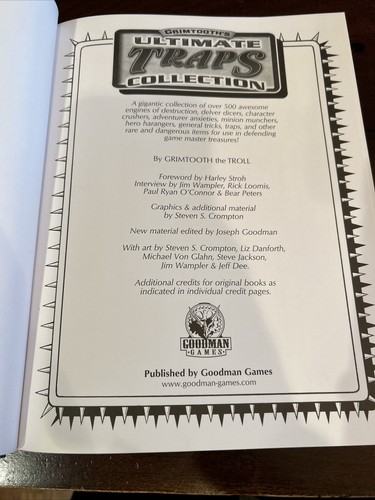 GRIMTOOTH'S
ULTIMATE
TRAPS
COLLECTION
A gigantic collection of over 500 awesome
engines of destruction, delver dicers, character
crushers, adventurer anxieties, minion munchers,
hero harangers, general tricks, traps, and other
rare and dangerous items for use in defending
game master treasures!
By GRIMTOOTH the TROLL
Foreword by Harley Stroh
Interview by Jim Wampler, Rick Loomis,
Paul Ryan O'Connor & Bear Peters
Graphics & additional material
by Steven S. Crompton
New material edited by Joseph Goodman
With art by Steven S. Crompton, Liz Danforth,
Michael Von Glahn, Steve Jackson,
Jim Wampler & Jeff Dee.
Additional credits for original books as
indicated in individual credit pages.
GOODMAN
GAMES
Published by Goodman Games
www.goodman-games.com